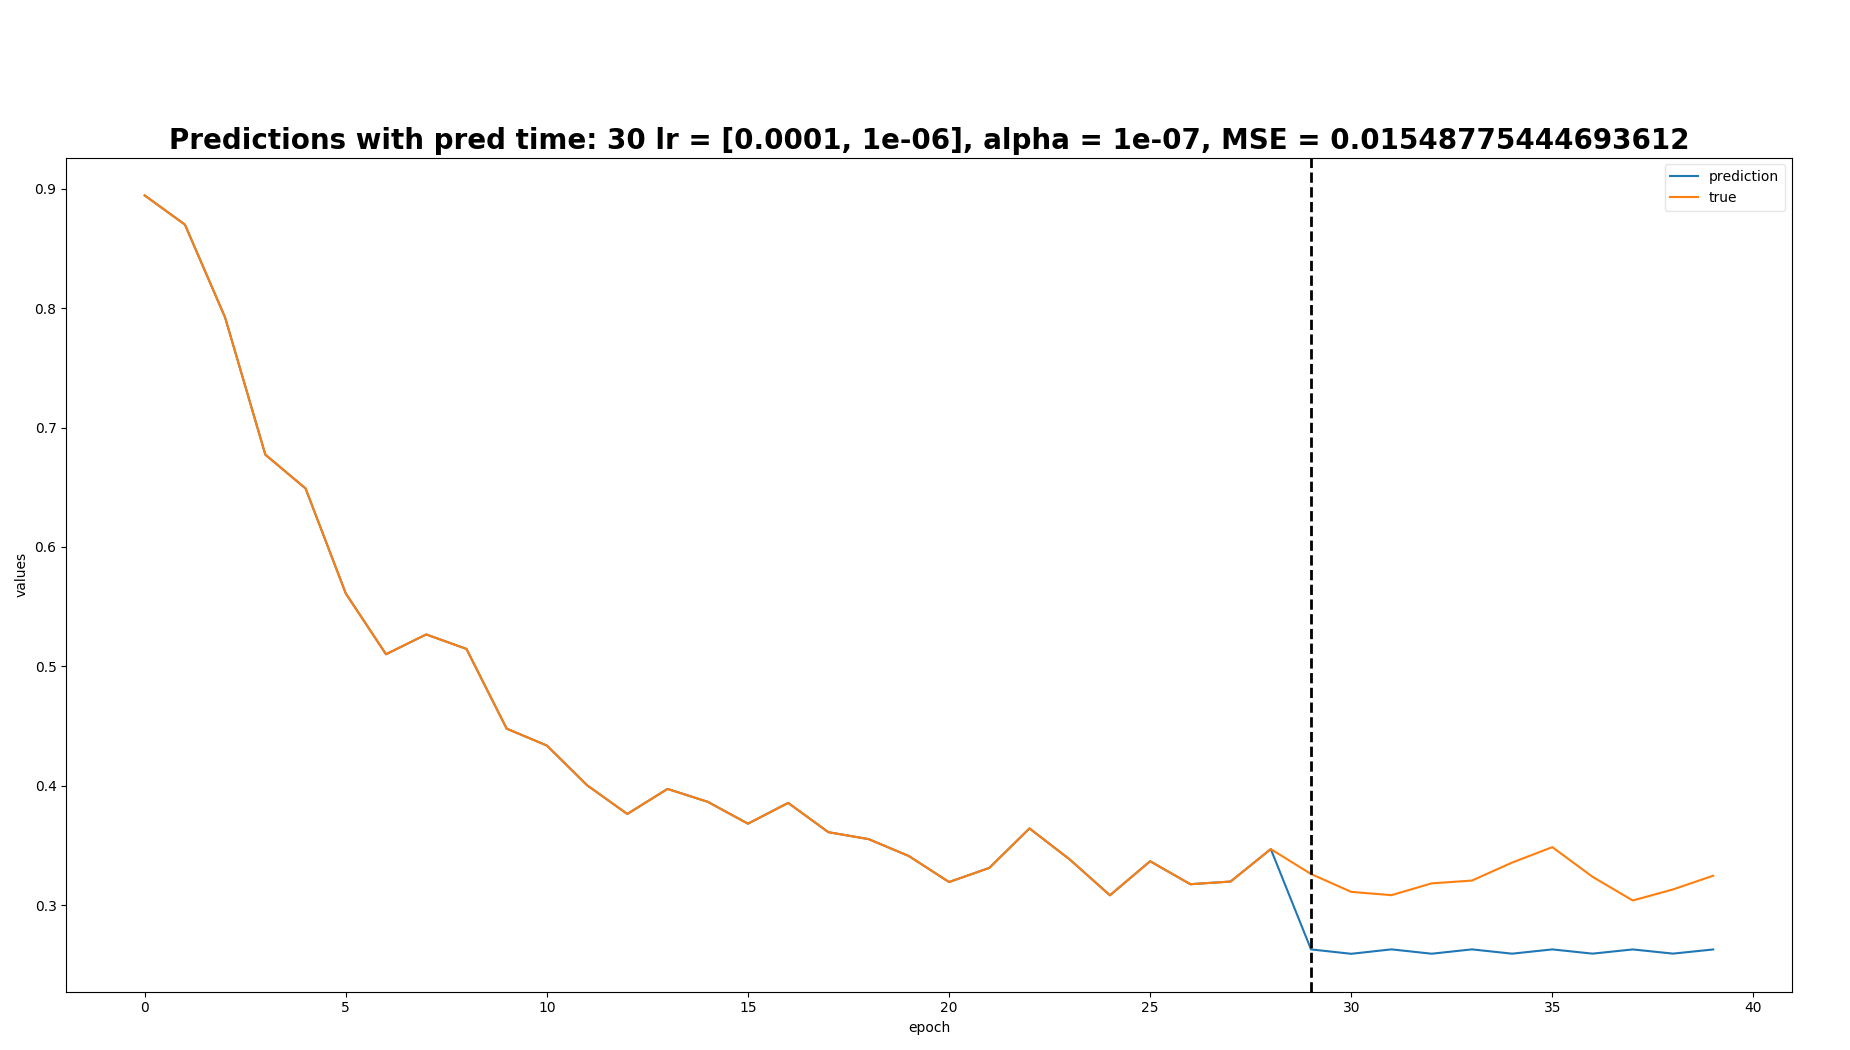 Predictions with pred time: 30 lr = [0.0001, 1e-06], alpha = 1e-07, MSE = 0.01548775444693612
prediction
true
0.9
0.8
0.7
0.6
0.5
0.4
0.3
values
0 5 10 15 20 25 30 35 40
epoch